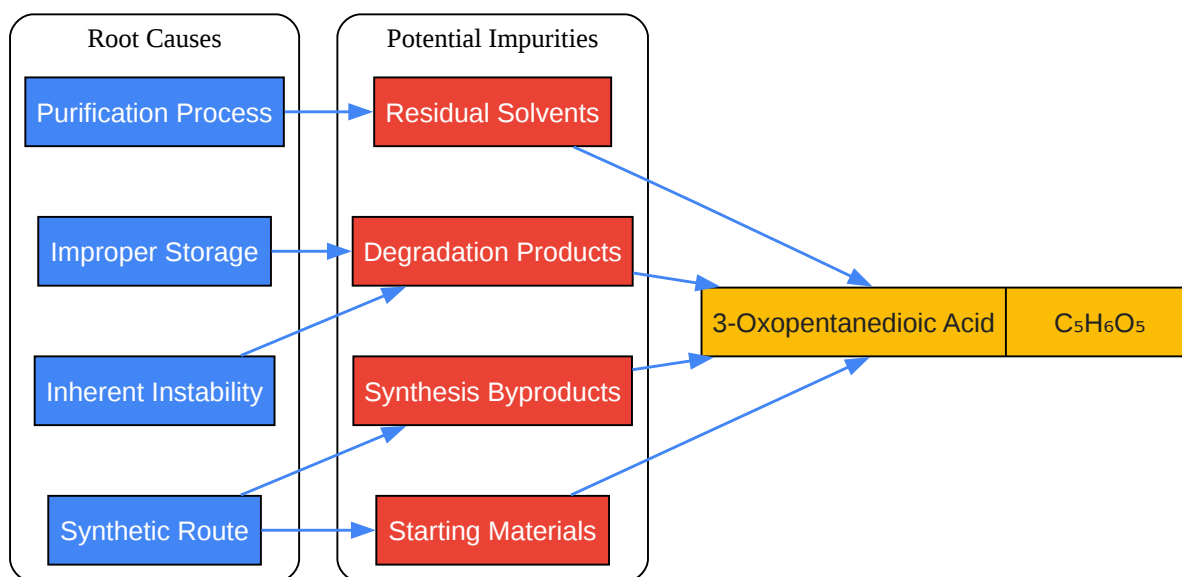 Root Causes
Potential Impurities
Purification Process
Residual Solvents
Improper Storage
Degradation Products
3-Oxopentanedioic Acid
C₅H₆O₅
Inherent Instability
Synthesis Byproducts
Synthetic Route
Starting Materials